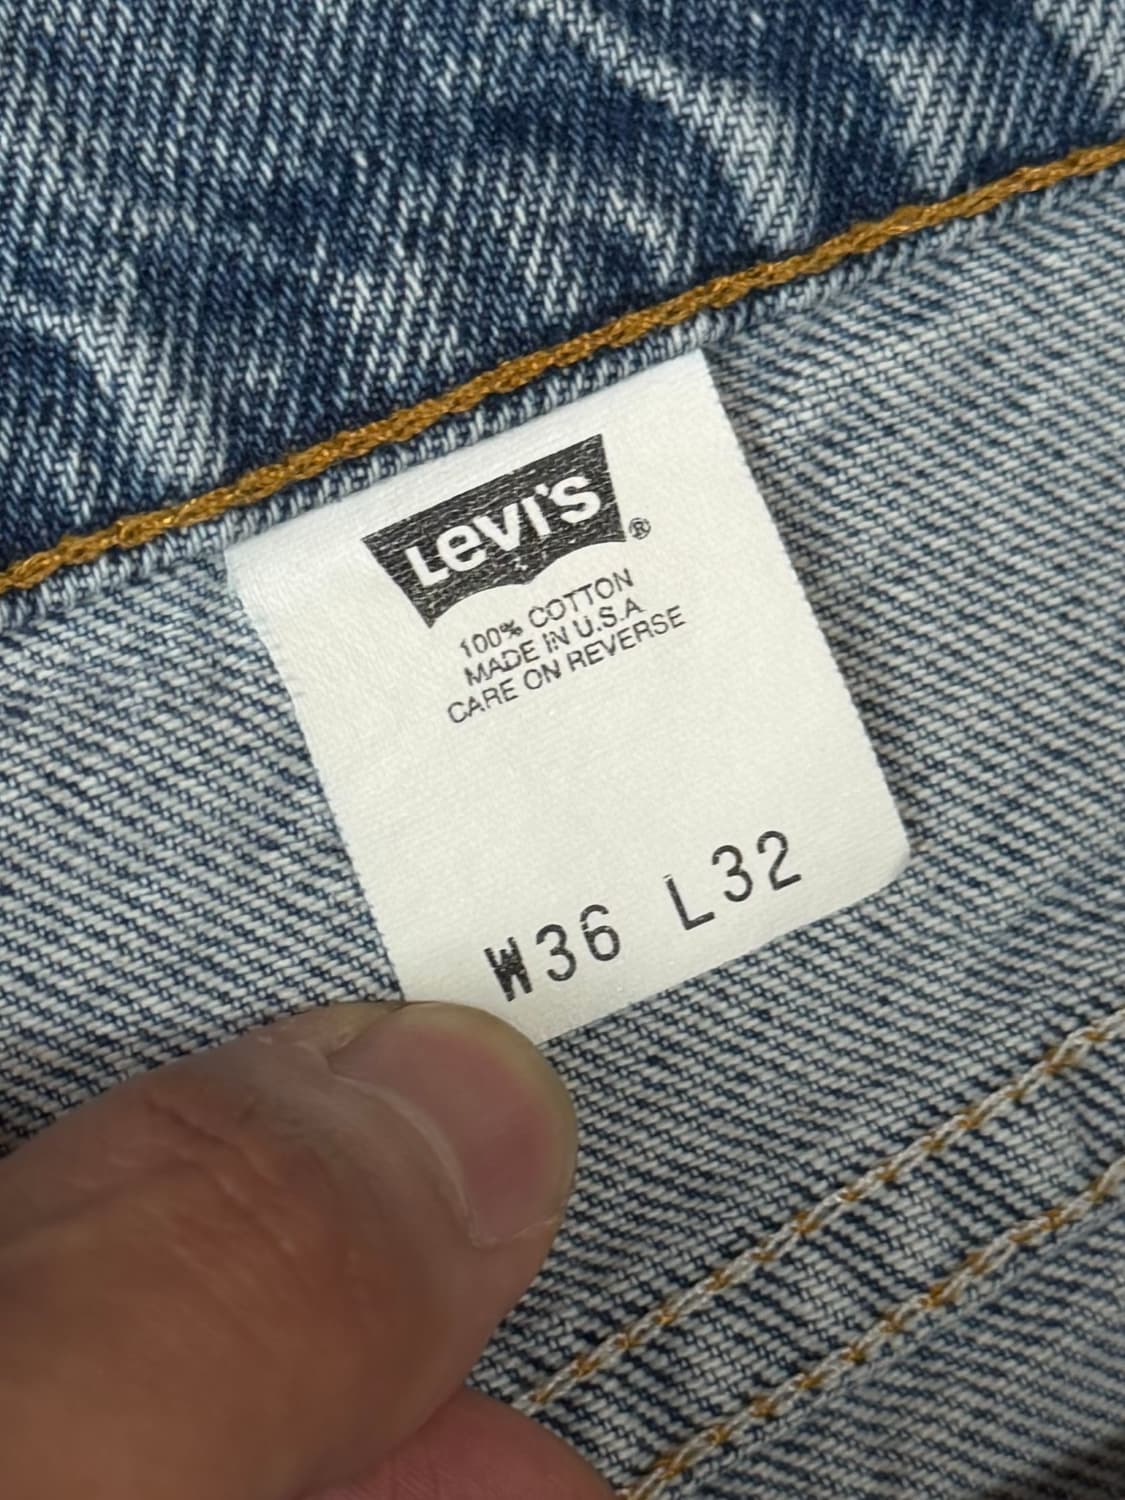 Levi's ®
100% COTTON
MADE IN U.S.A
CARE ON REVERSE
W36 L32